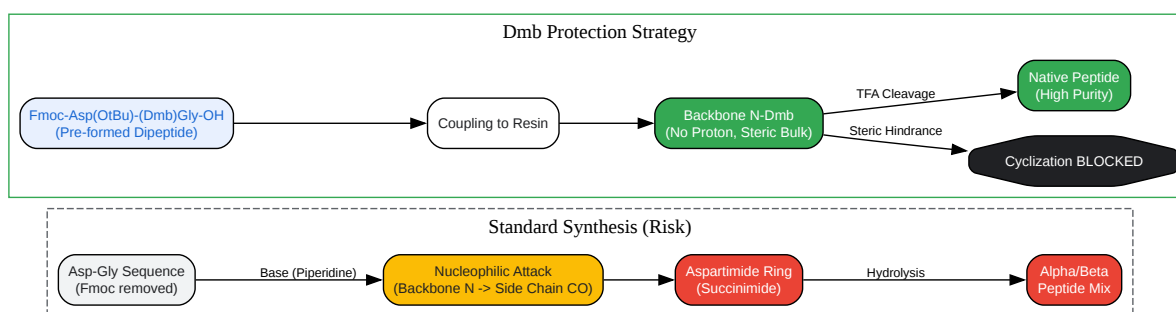 Dmb Protection Strategy
Fmoc-Asp(OtBu)-(Dmb)Gly-OH
(Pre-formed Dipeptide)
Coupling to Resin
Backbone N-Dmb
(No Proton, Steric Bulk)
TFA Cleavage
Native Peptide
(High Purity)
Steric Hindrance
Cyclization BLOCKED
Standard Synthesis (Risk)
Asp-Gly Sequence
(Fmoc removed)
Base (Piperidine)
Nucleophilic Attack
(Backbone N -> Side Chain CO)
Aspartimide Ring
(Succinimide)
Hydrolysis
Alpha/Beta
Peptide Mix